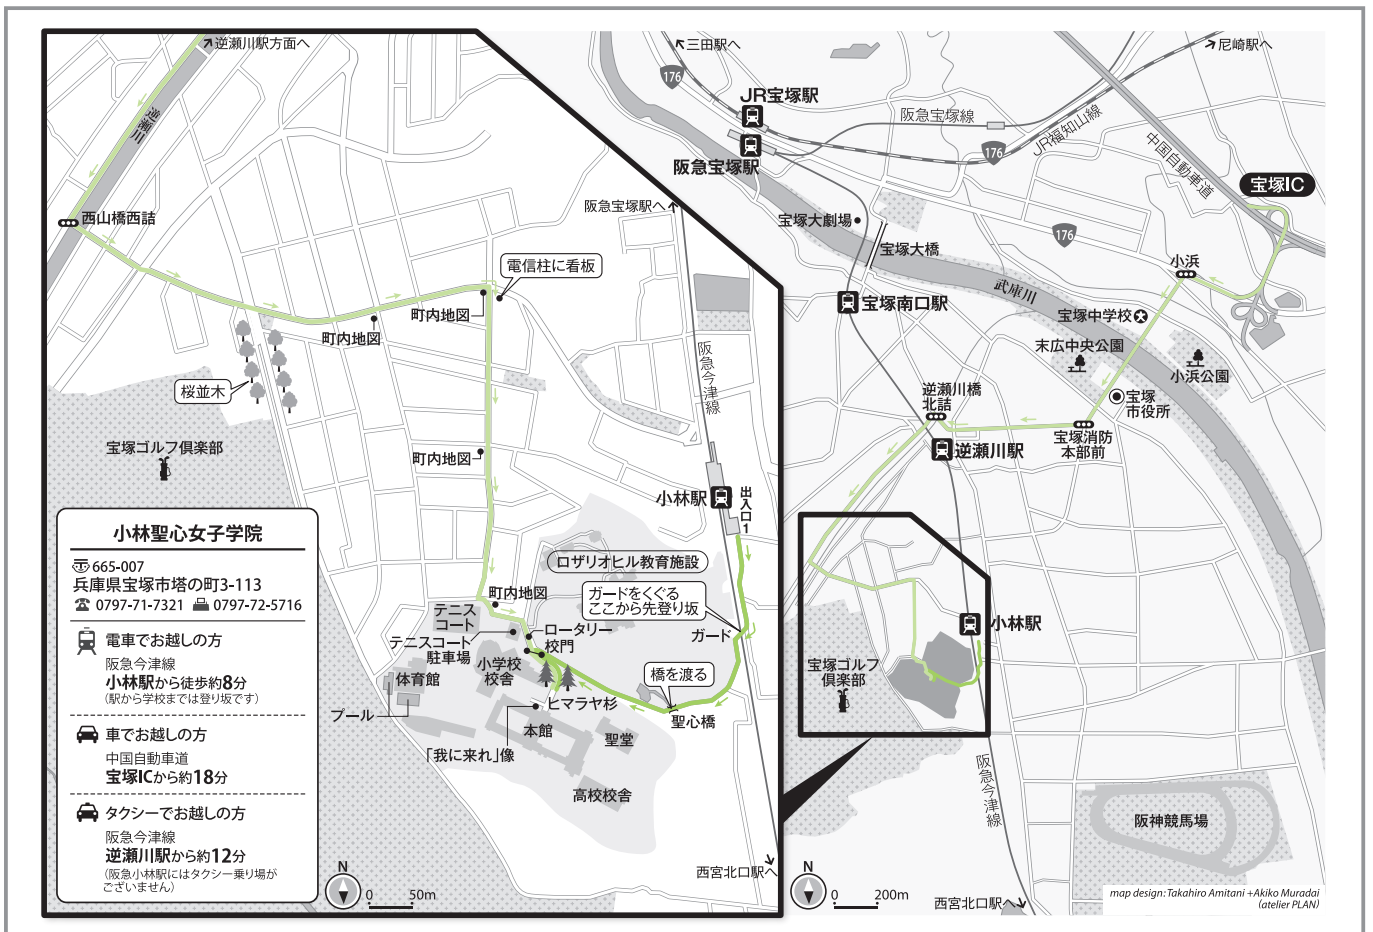 逆瀬川駅方面へ
逆瀬川
西山橋西詰
電信柱に看板
町内地図
町内地図
桜並木
宝塚ゴルフ倶楽部
町内地図
阪急宝塚駅へ
阪急今津線
小林駅
出入口1
ロザリオヒル教育施設
ガードをくぐる
ここから先登り坂
ガード
町内地図
テニス
コート
テニスコート
駐車場
ロータリー
校門
小学校
校舎
体育館
プール
橋を渡る
ヒマラヤ杉
聖心橋
本館
聖堂
「我に来れ」像
高校校舎
西宮北口駅へ
N
0 50m
小林聖心女子学院
〒665-007
兵庫県宝塚市塔の町3-113
0797-71-7321 0797-72-5716
電車でお越しの方
阪急今津線
小林駅から徒歩約8分
(駅から学校までは登り坂です)
車でお越しの方
中国自動車道
宝塚ICから約18分
タクシーでお越しの方
阪急今津線
逆瀬川駅から約12分
(阪急小林駅にはタクシー乗り場が
ございません)
三田駅へ
尼崎駅へ
176
JR宝塚駅
阪急宝塚線
JR福知山線
176
中国自動車道
阪急宝塚駅
宝塚IC
宝塚大劇場
176
宝塚大橋
小浜
武庫川
宝塚南口駅
宝塚中学校
末広中央公園
小浜公園
逆瀬川橋
北詰
宝塚
市役所
宝塚消防
本部前
逆瀬川駅
小林駅
宝塚ゴルフ
倶楽部
阪急今津線
阪神競馬場
N
0 200m
西宮北口駅へ
map design: Takahiro Amitani +Akiko Muradai
(atelier PLAN)